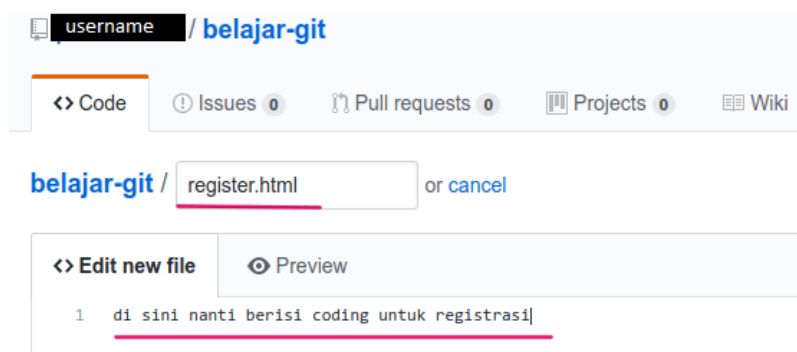 username / belajar-git
<> Code Issues 0 Pull requests 0 Projects 0 Wiki
belajar-git / register.html or cancel
<> Edit new file Preview
1 di sini nanti berisi coding untuk registrasi